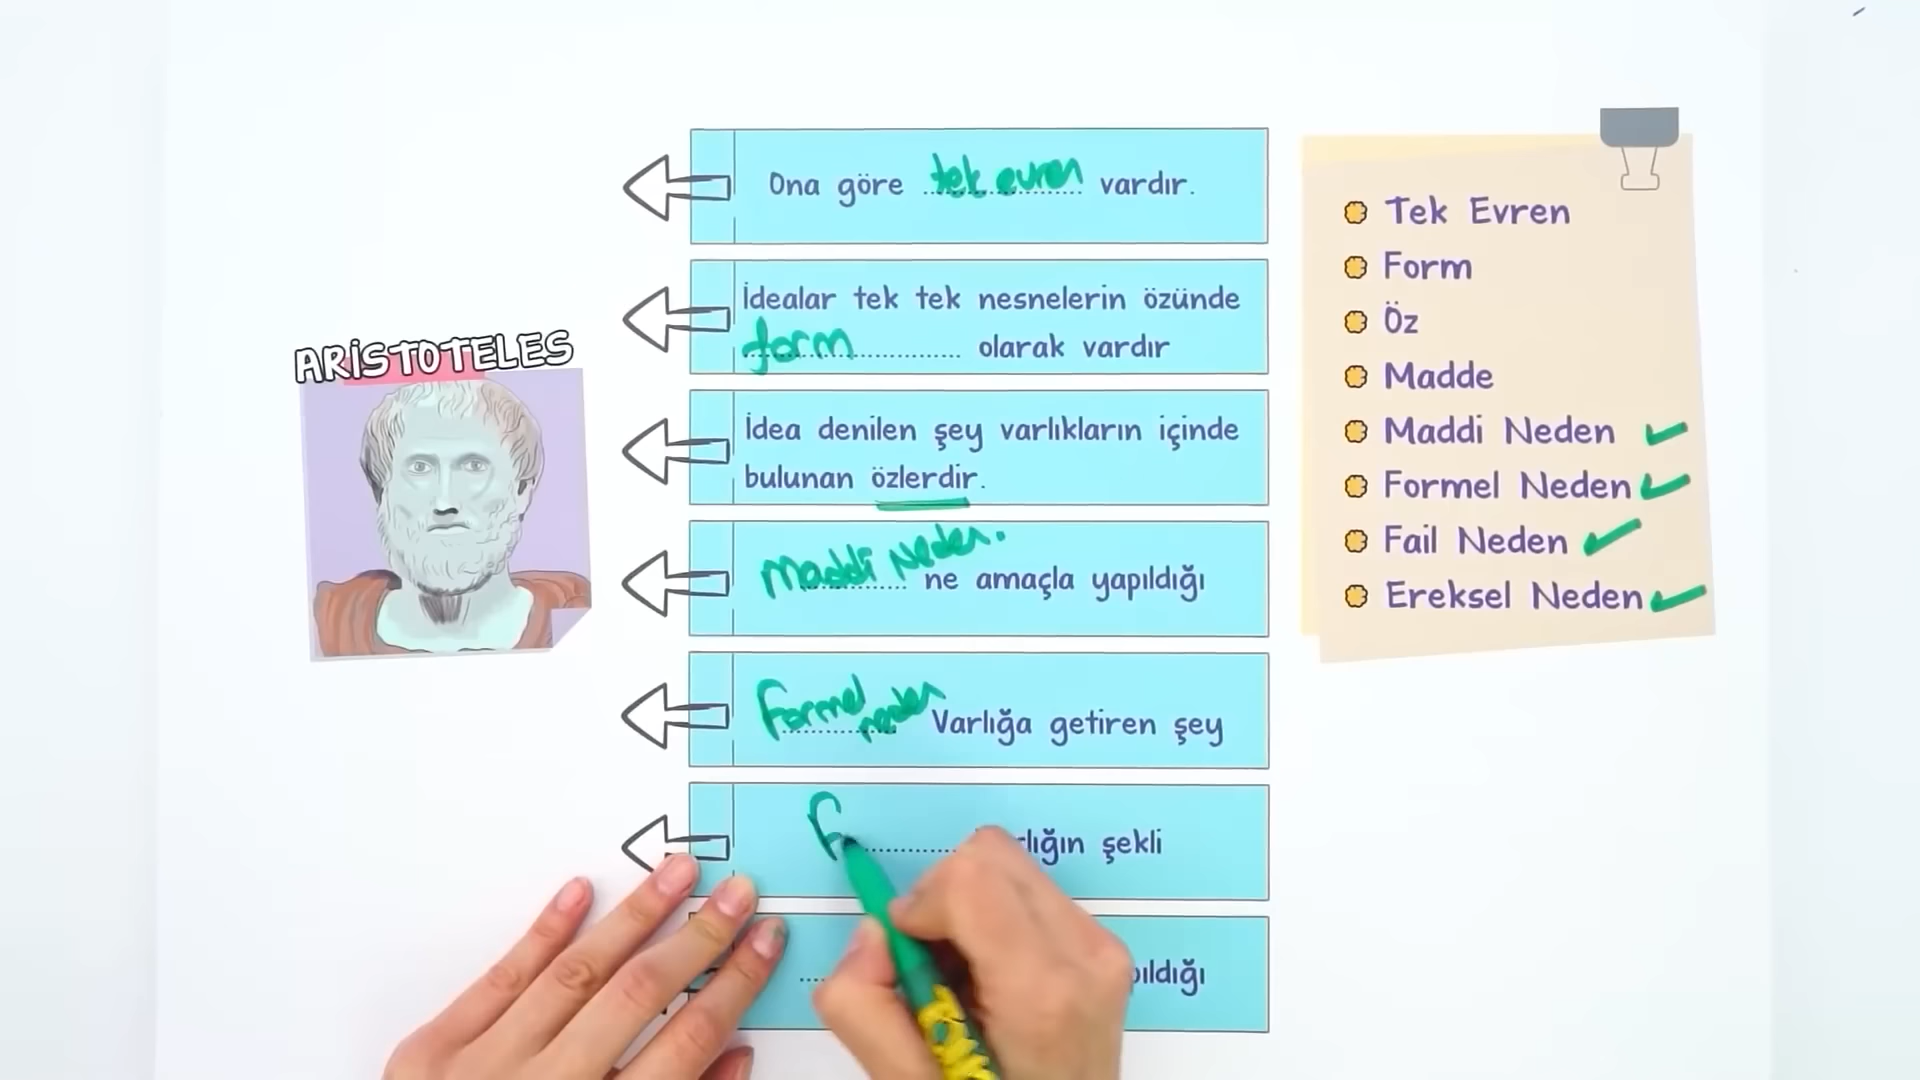 ARİSTOTELES
Ona göre tek evren vardır.
İdealar tek tek nesnelerin özünde
form olarak vardır
İdea denilen şey varlıkların içinde
bulunan özlerdir.
Maddi Neden. ne amaçla yapıldığı
Formel neden Varlığa getiren şey
şekli
Tek Evren
Form
Öz
Madde
Maddi Neden
Formel Neden
Fail Neden
Ereksel Neden